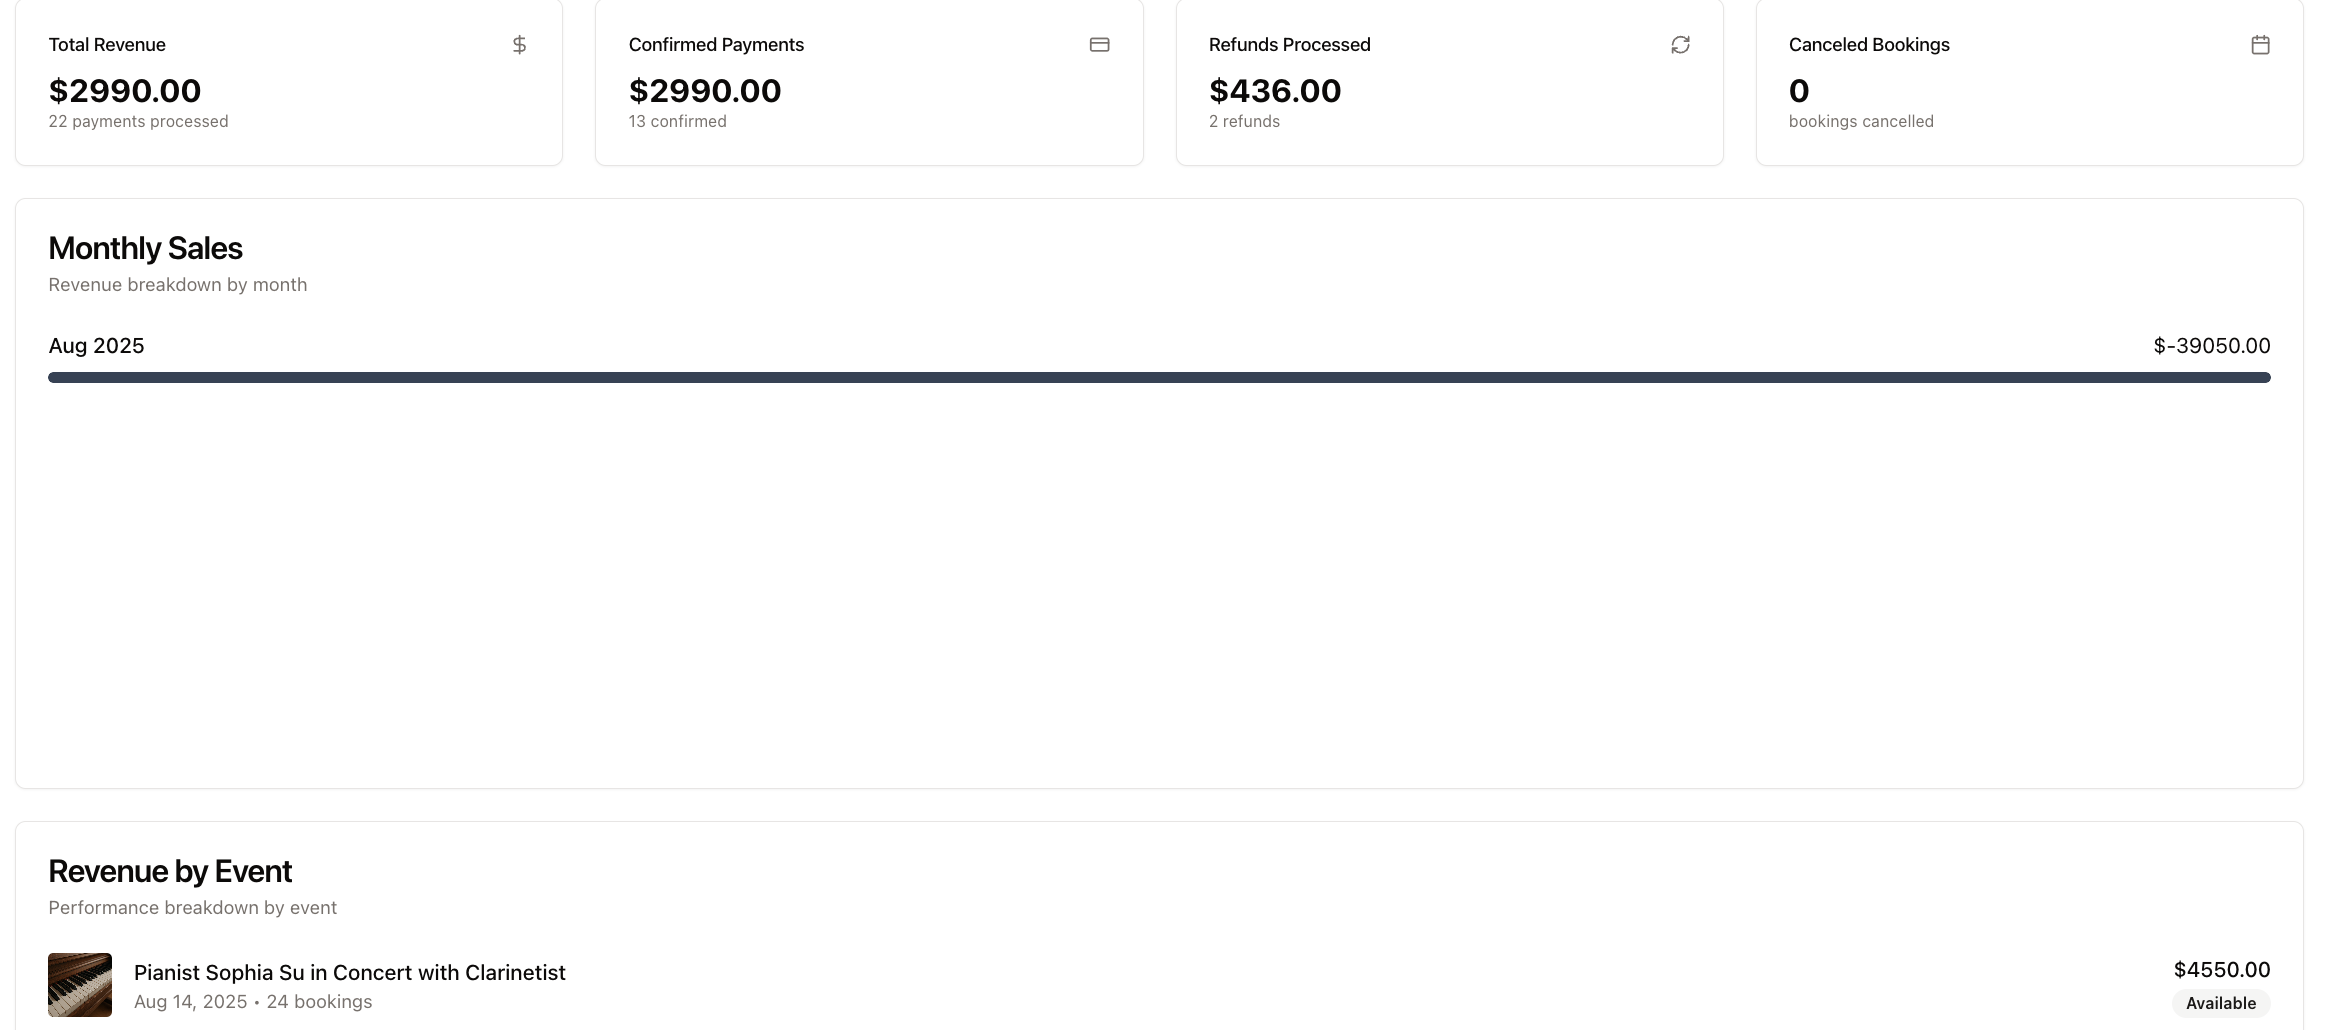 Total Revenue
$2990.00
22 payments processed
Confirmed Payments
$2990.00
13 confirmed
Refunds Processed
$436.00
2 refunds
Canceled Bookings
0
bookings cancelled
Monthly Sales
Revenue breakdown by month
Aug 2025 $-39050.00
Revenue by Event
Performance breakdown by event
Pianist Sophia Su in Concert with Clarinetist $4550.00
Aug 14, 2025 • 24 bookings Available